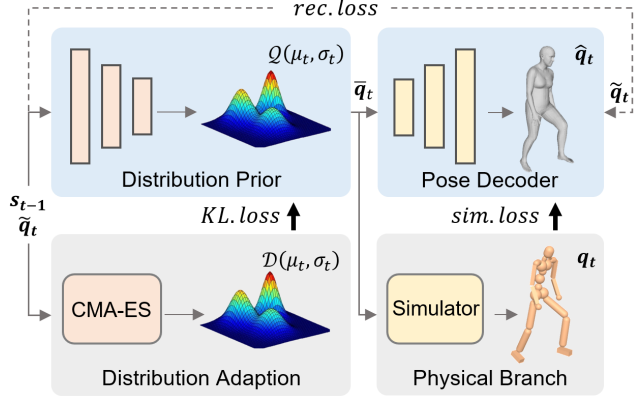 rec.loss
𝒬(μₜ, σₜ)
q̅ₜ
q̂ₜ
q̃ₜ
Distribution Prior
Pose Decoder
sₜ₋₁
q̃ₜ
KL.loss
sim.loss
𝒟(μₜ, σₜ)
qₜ
CMA-ES
Simulator
Distribution Adaption
Physical Branch